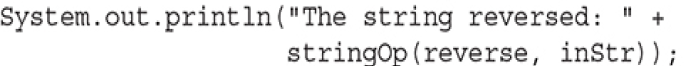 System.out.println("The string reversed: " +
stringOp(reverse, inStr));